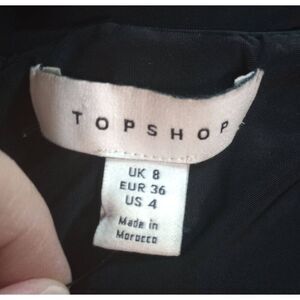 TOPSHOP
UK 8
EUR 36
US 4
Made in
Morocco